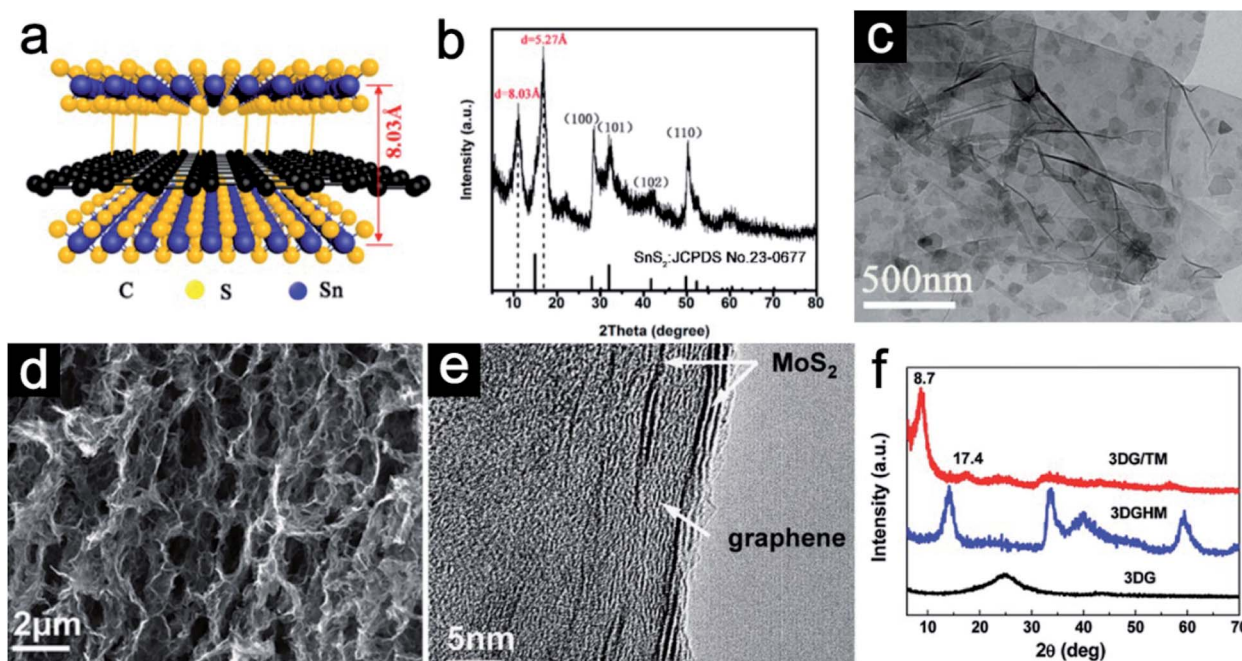 a
8.03Å
C
S
Sn
b
d=5.27Å
d=8.03Å
(100)
(101)
(102)
(110)
Intensity (a.u.)
SnS₂:JCPDS No.23-0677
5 10 20 30 40 50 60 70 80
2Theta (degree)
c
500nm
d
2μm
e
MoS₂
graphene
5nm
f
8.7
17.4
3DG/TM
3DGHM
3DG
Intensity (a.u.)
10 20 30 40 50 60 70
2θ (deg)